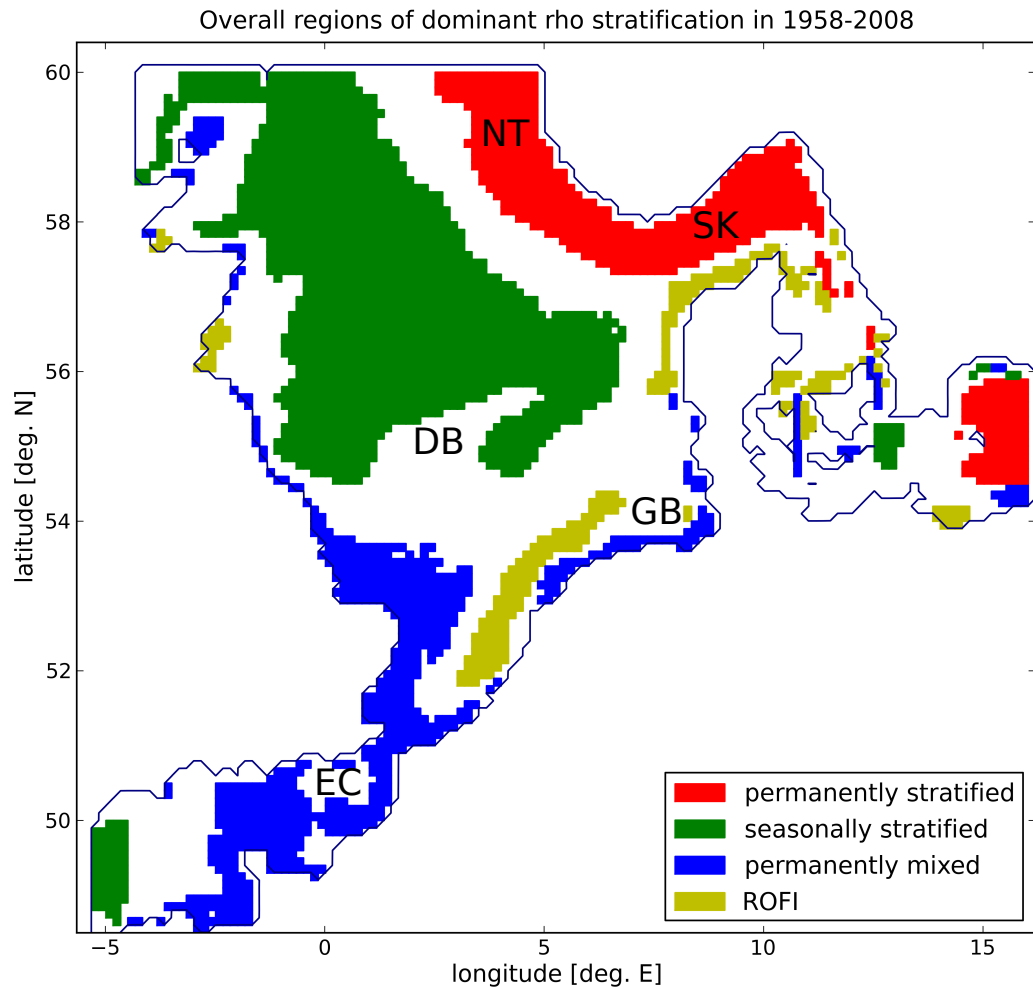 Overall regions of dominant rho stratification in 1958-2008
60
NT
58
SK
56
DB
54
GB
52
EC
50
latitude [deg. N]
permanently stratified
seasonally stratified
permanently mixed
ROFI
−5 0 5 10 15
longitude [deg. E]